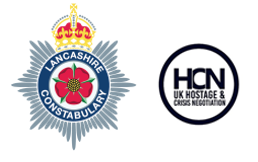 LANCASHIRE
CONSTABULARY
HCN
UK HOSTAGE &
CRISIS NEGOTIATION